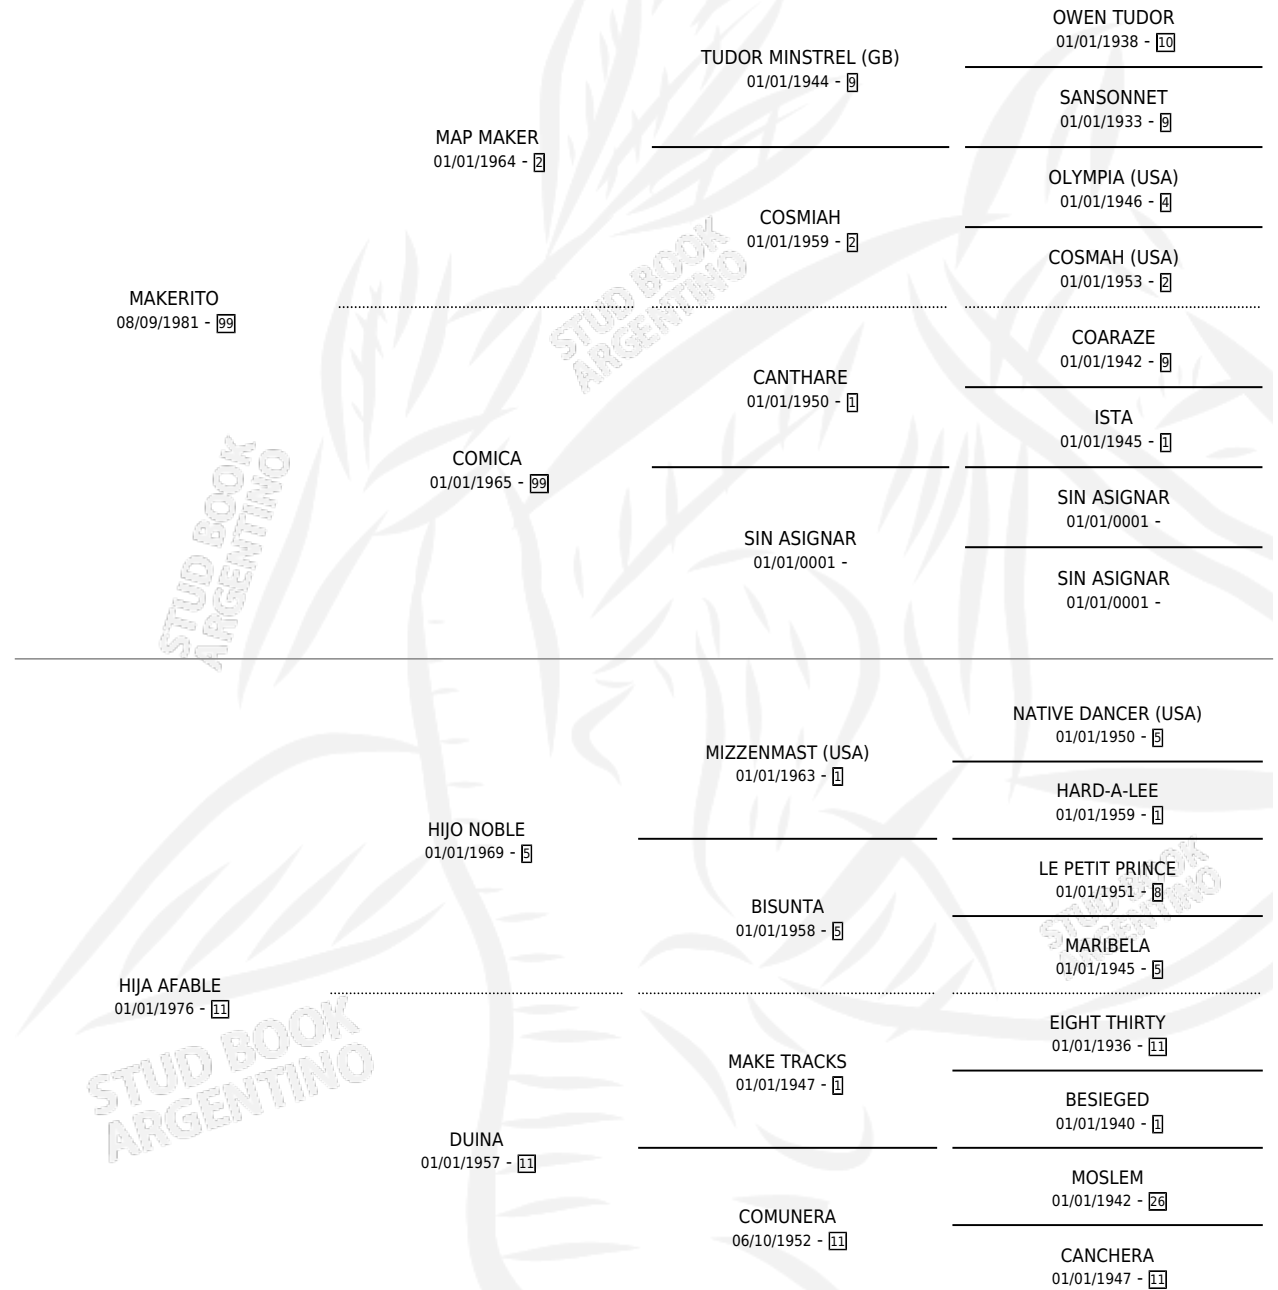 OWEN TUDOR
01/01/1938 - 10
TUDOR MINSTREL (GB)
01/01/1944 - 9
SANSONNET
01/01/1933 - 9
MAP MAKER
01/01/1964 - 2
OLYMPIA (USA)
01/01/1946 - 4
COSMIAH
01/01/1959 - 2
COSMAH (USA)
01/01/1953 - 2
MAKERITO
08/09/1981 - 99
COARAZE
01/01/1942 - 9
CANTHARE
01/01/1950 - 1
ISTA
01/01/1945 - 1
COMICA
01/01/1965 - 99
SIN ASIGNAR
01/01/0001 -
SIN ASIGNAR
01/01/0001 -
SIN ASIGNAR
01/01/0001 -
STUD BOOK
ARGENTINO
STUD BOOK
ARGENTINO
NATIVE DANCER (USA)
01/01/1950 - 5
MIZZENMAST (USA)
01/01/1963 - 1
HARD-A-LEE
01/01/1959 - 1
HIJO NOBLE
01/01/1969 - 5
LE PETIT PRINCE
01/01/1951 - 8
BISUNTA
01/01/1958 - 5
MARIBELA
01/01/1945 - 5
STUD BOOK
ARGENTINO
HIJA AFABLE
01/01/1976 - 11
EIGHT THIRTY
01/01/1936 - 11
MAKE TRACKS
01/01/1947 - 1
BESIEGED
01/01/1940 - 1
STUD BOOK
ARGENTINO
DUINA
01/01/1957 - 11
MOSLEM
01/01/1942 - 26
COMUNERA
06/10/1952 - 11
CANCHERA
01/01/1947 - 11